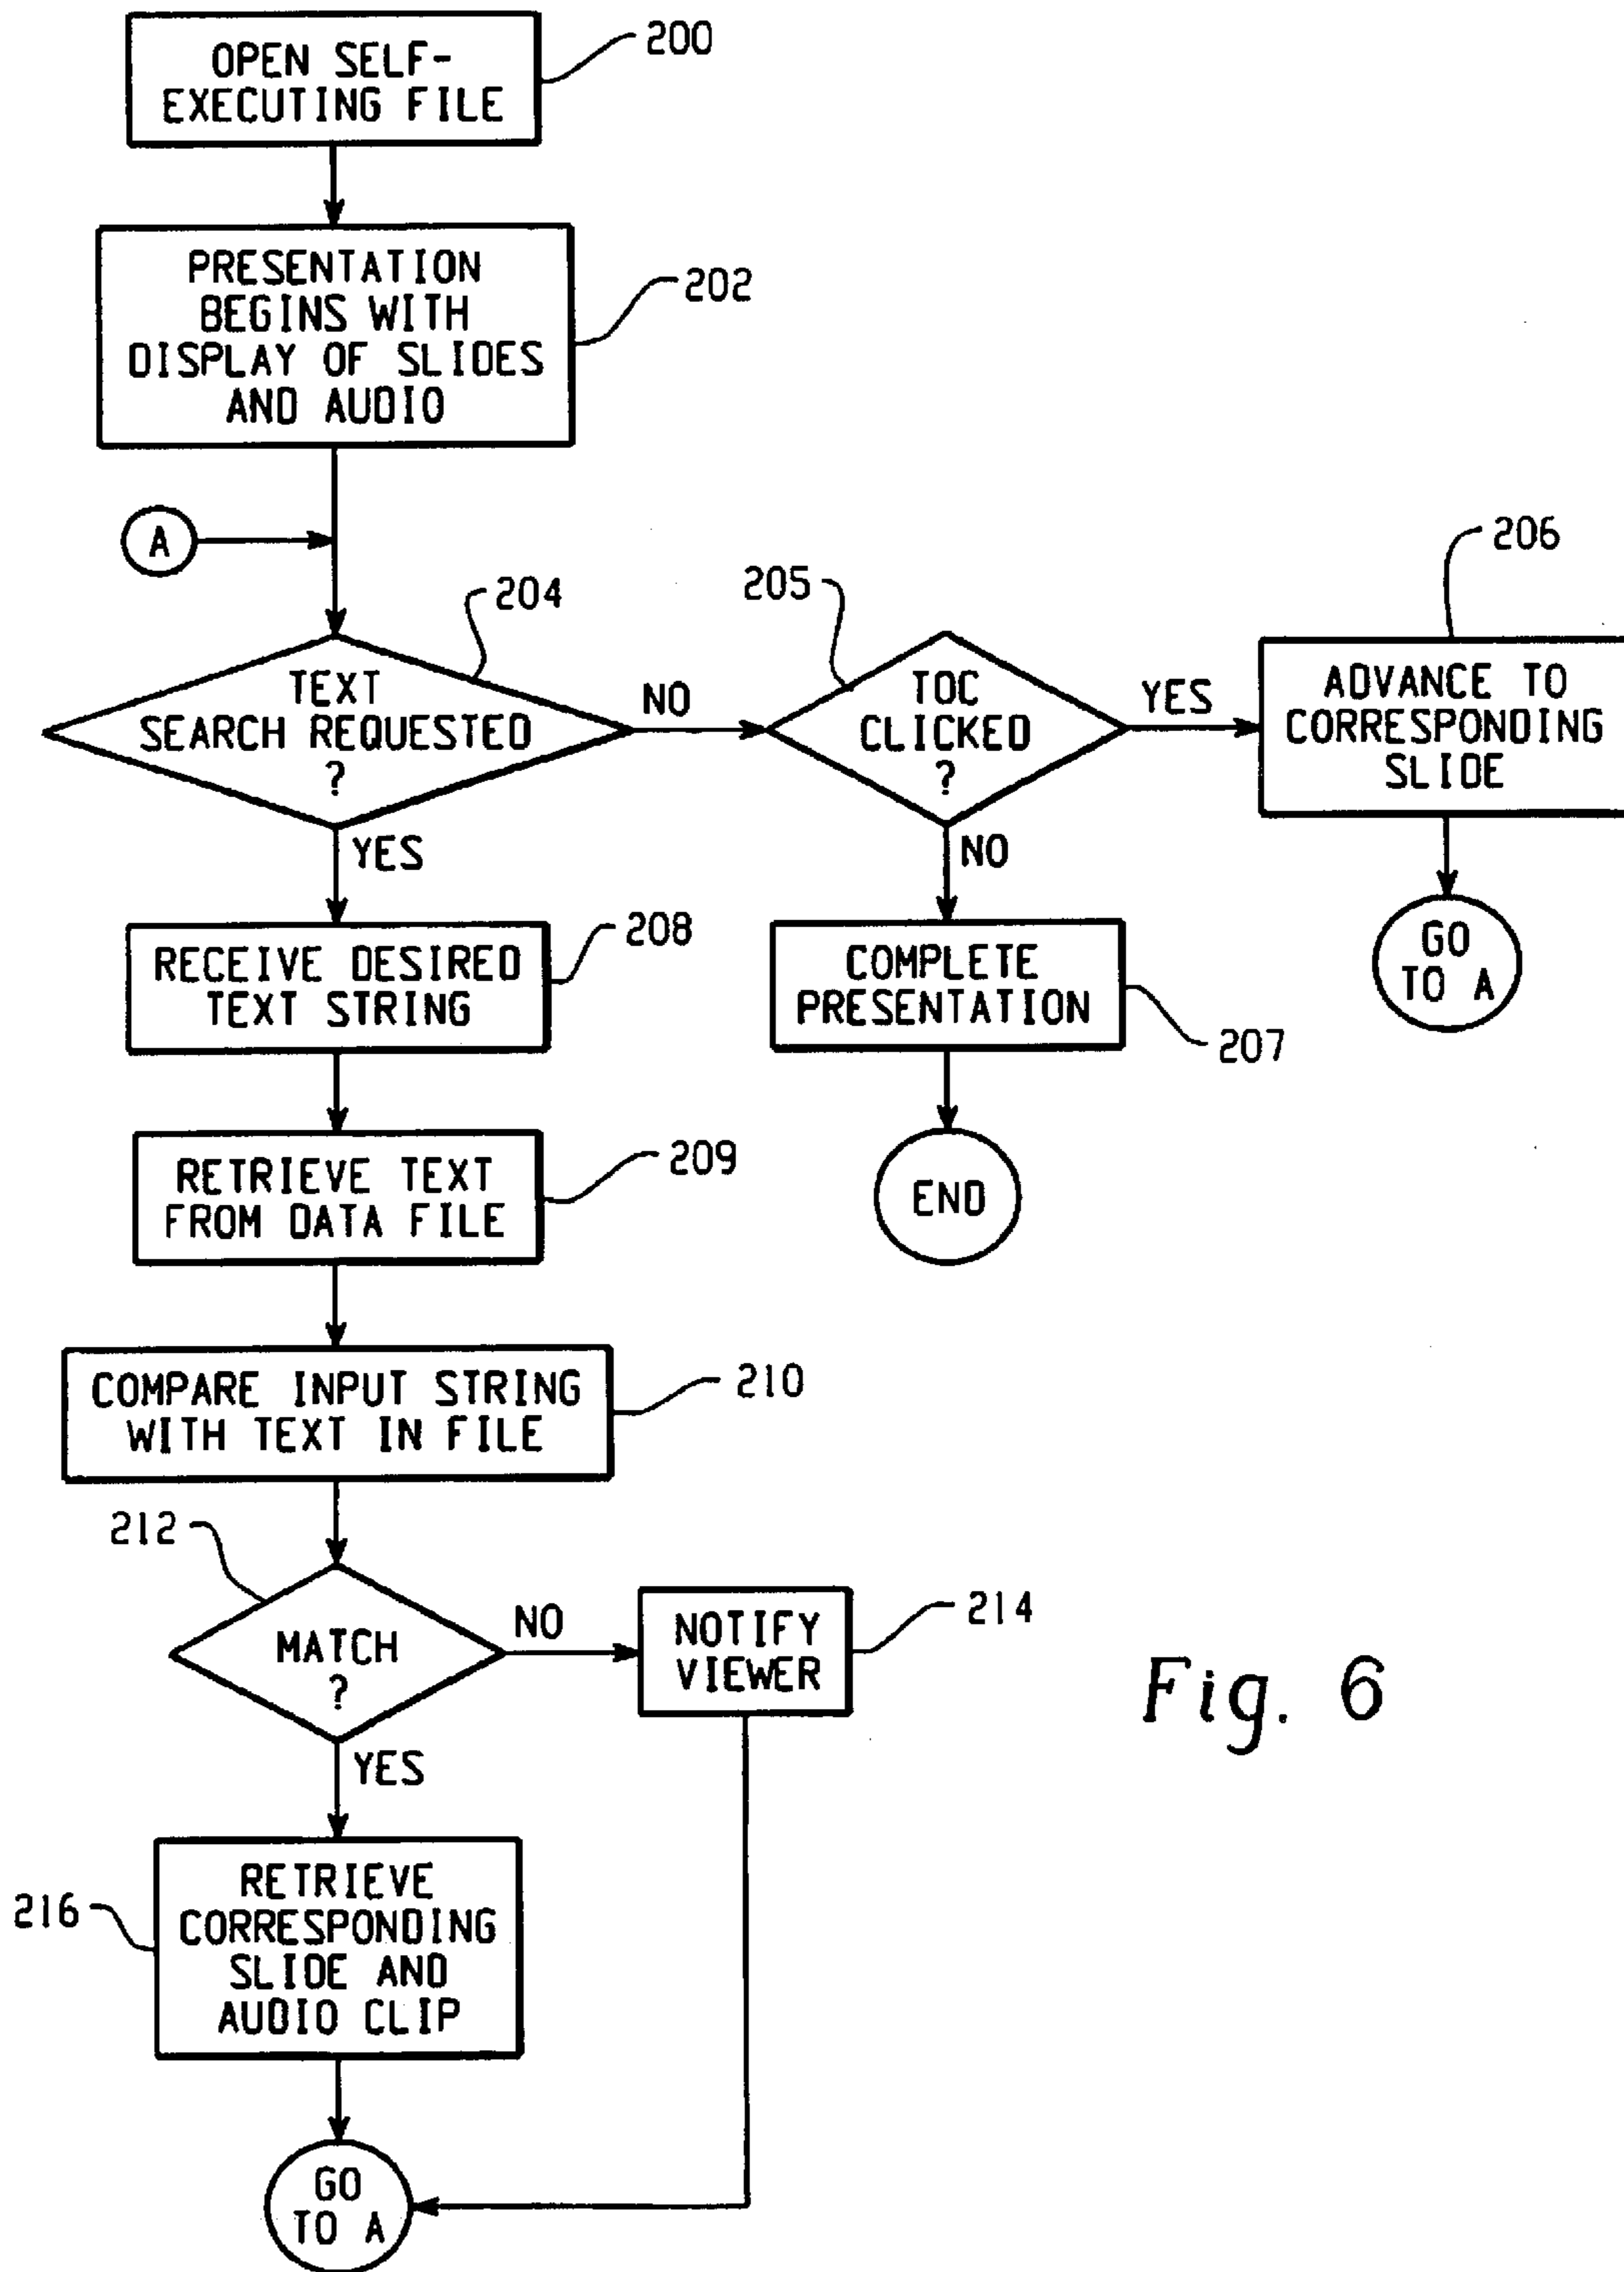 OPEN SELF-
EXECUTING FILE
200
PRESENTATION
BEGINS WITH
DISPLAY OF SLIDES
AND AUDIO
202
A
204
TEXT
SEARCH REQUESTED
?
NO
YES
205
TOC
CLICKED
?
YES
NO
206
ADVANCE TO
CORRESPONDING
SLIDE
GO
TO A
COMPLETE
PRESENTATION
207
END
RECEIVE DESIRED
TEXT STRING
208
RETRIEVE TEXT
FROM DATA FILE
209
COMPARE INPUT STRING
WITH TEXT IN FILE
210
212
MATCH
?
NO
YES
NOTIFY
VIEWER
214
216
RETRIEVE
CORRESPONDING
SLIDE AND
AUDIO CLIP
GO
TO A
Fig. 6